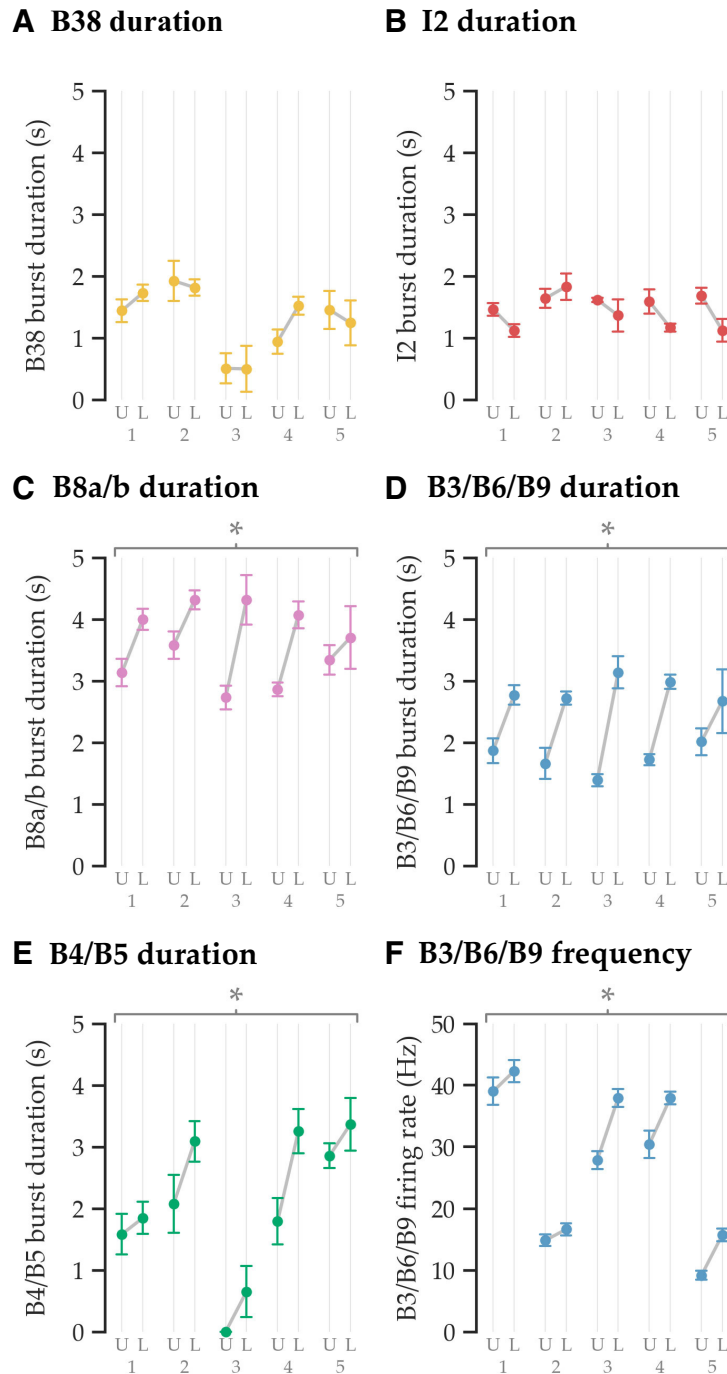 A B38 duration
B38 burst duration (s)
5
4
3
2
1
0
U L U L U L U L U L
1 2 3 4 5
B I2 duration
I2 burst duration (s)
5
4
3
2
1
0
U L U L U L U L U L
1 2 3 4 5
C B8a/b duration
*
B8a/b burst duration (s)
5
4
3
2
1
0
U L U L U L U L U L
1 2 3 4 5
D B3/B6/B9 duration
*
B3/B6/B9 burst duration (s)
5
4
3
2
1
0
U L U L U L U L U L
1 2 3 4 5
E B4/B5 duration
*
B4/B5 burst duration (s)
5
4
3
2
1
0
U L U L U L U L U L
1 2 3 4 5
F B3/B6/B9 frequency
*
B3/B6/B9 firing rate (Hz)
50
40
30
20
10
0
U L U L U L U L U L
1 2 3 4 5